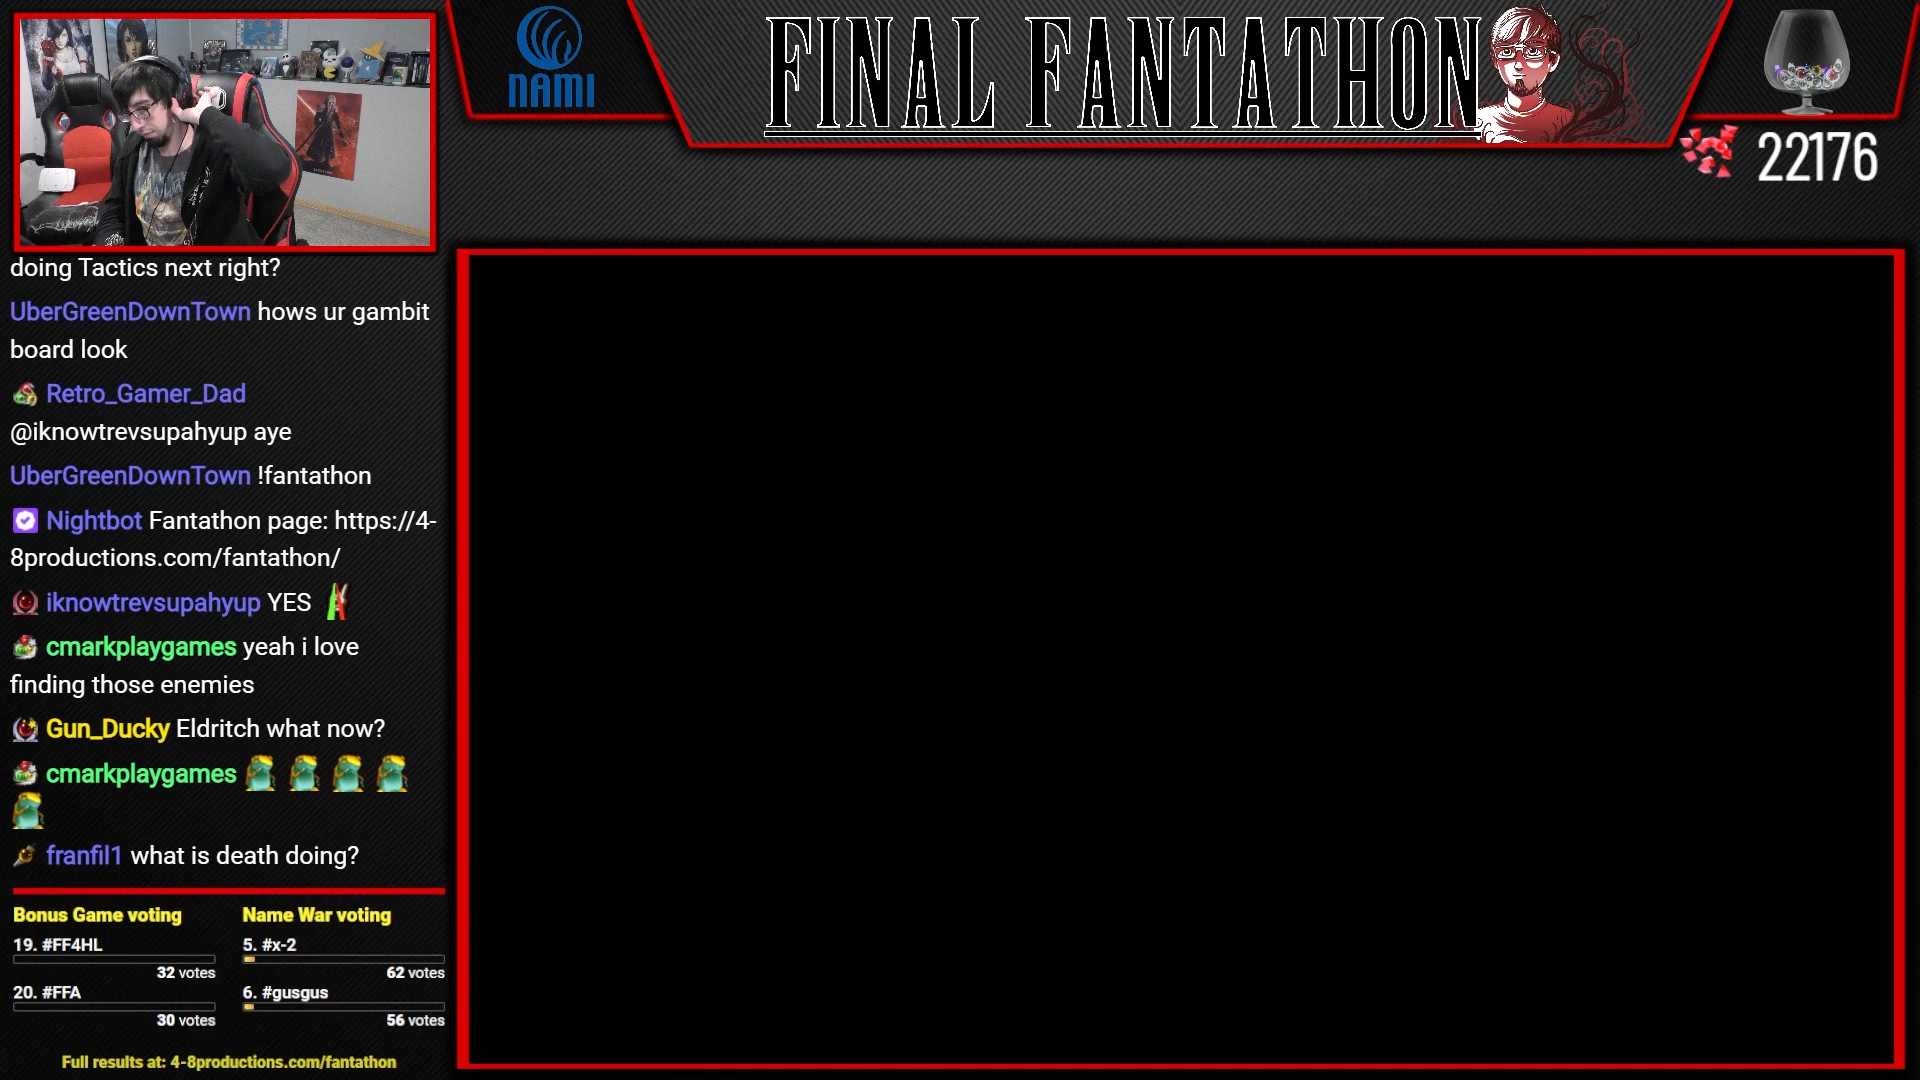 NAMI
FINAL FANTATHON
22176
doing Tactics next right?
UberGreenDownTown hows ur gambit
board look
Retro_Gamer_Dad
@iknowtrevsupahyup aye
UberGreenDownTown !fantathon
Nightbot Fantathon page: https://4-
8productions.com/fantathon/
iknowtrevsupahyup YES
cmarkplaygames yeah i love
finding those enemies
Gun_Ducky Eldritch what now?
cmarkplaygames
franfil1 what is death doing?
Bonus Game voting
19. #FF4HL
32 votes
20. #FFA
30 votes
Name War voting
5. #x-2
62 votes
6. #gusgus
56 votes
Full results at: 4-8productions.com/fantathon